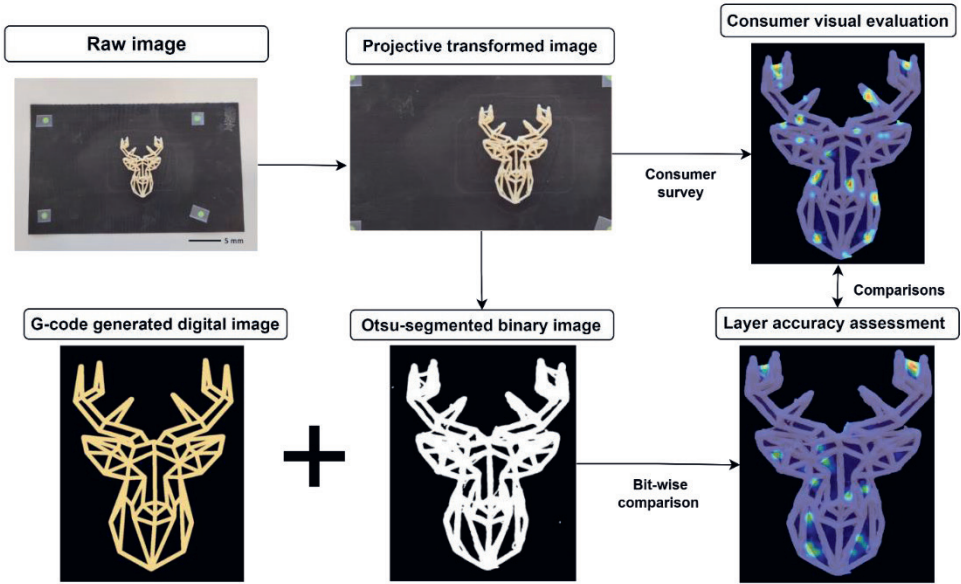 Raw image
Projective transformed image
Consumer visual evaluation
Consumer
survey
5 mm
Comparisons
G-code generated digital image
Otsu-segmented binary image
Layer accuracy assessment
Bit-wise
comparison